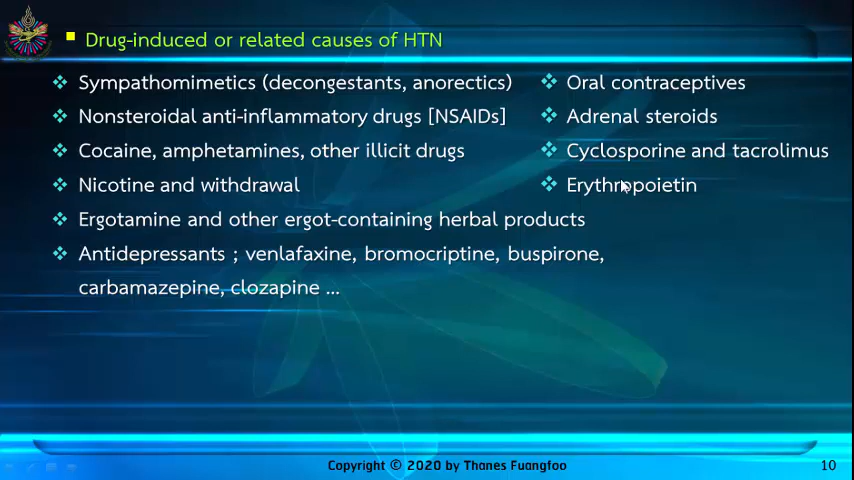 Drug-induced or related causes of HTN
Sympathomimetics (decongestants, anorectics)
Nonsteroidal anti-inflammatory drugs [NSAIDs]
Cocaine, amphetamines, other illicit drugs
Nicotine and withdrawal
Ergotamine and other ergot-containing herbal products
Antidepressants ; venlafaxine, bromocriptine, buspirone,
carbamazepine, clozapine ...
Oral contraceptives
Adrenal steroids
Cyclosporine and tacrolimus
Erythropoietin
Copyright © 2020 by Thanes Fuangfoo
10